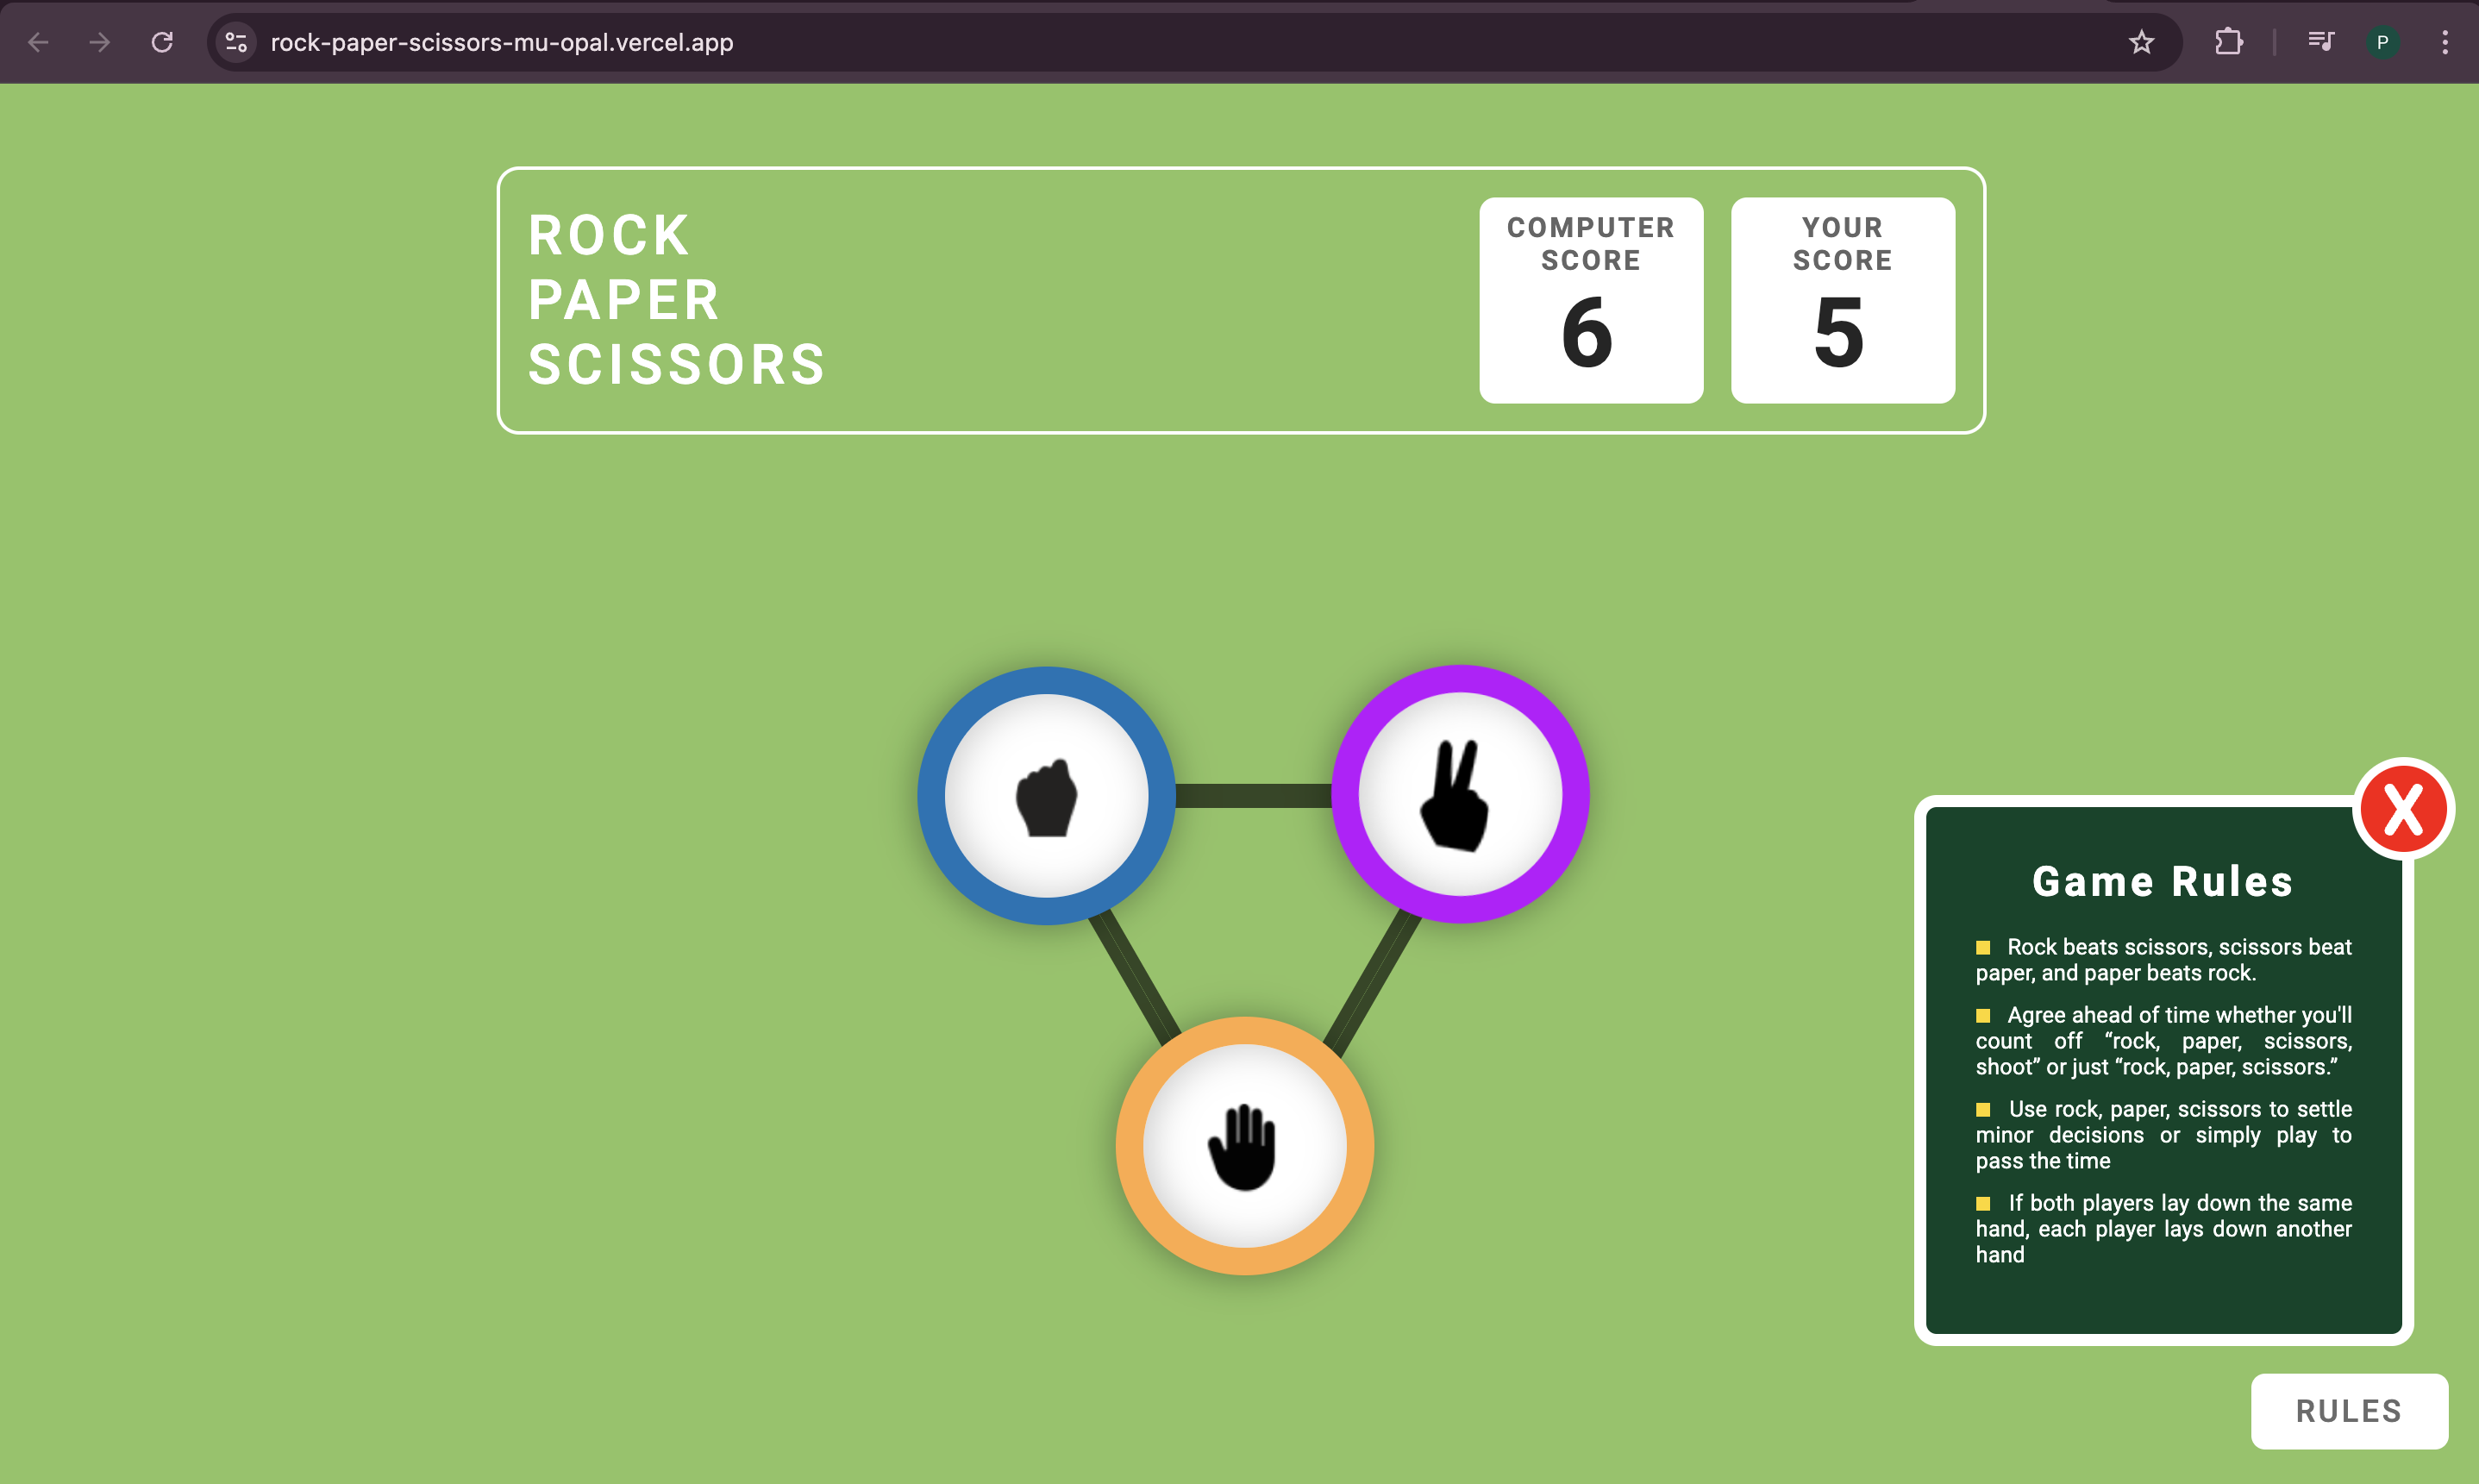 rock-paper-scissors-mu-opal.vercel.app
P
ROCK
PAPER
SCISSORS
COMPUTER
SCORE
6
YOUR
SCORE
5
X
Game Rules
Rock beats scissors, scissors beat
paper, and paper beats rock.
Agree ahead of time whether you'll
count off “rock, paper, scissors,
shoot” or just “rock, paper, scissors.”
Use rock, paper, scissors to settle
minor decisions or simply play to
pass the time
If both players lay down the same
hand, each player lays down another
hand
RULES